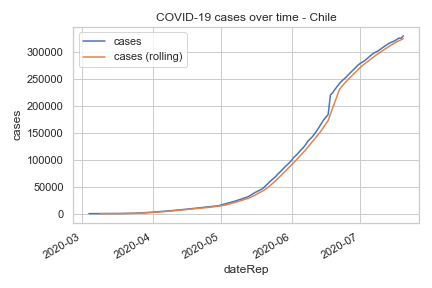 COVID-19 cases over time - Chile
cases
cases (rolling)
300000
250000
200000
150000
100000
50000
0
cases
2020-03
2020-04
2020-05
2020-06
2020-07
dateRep